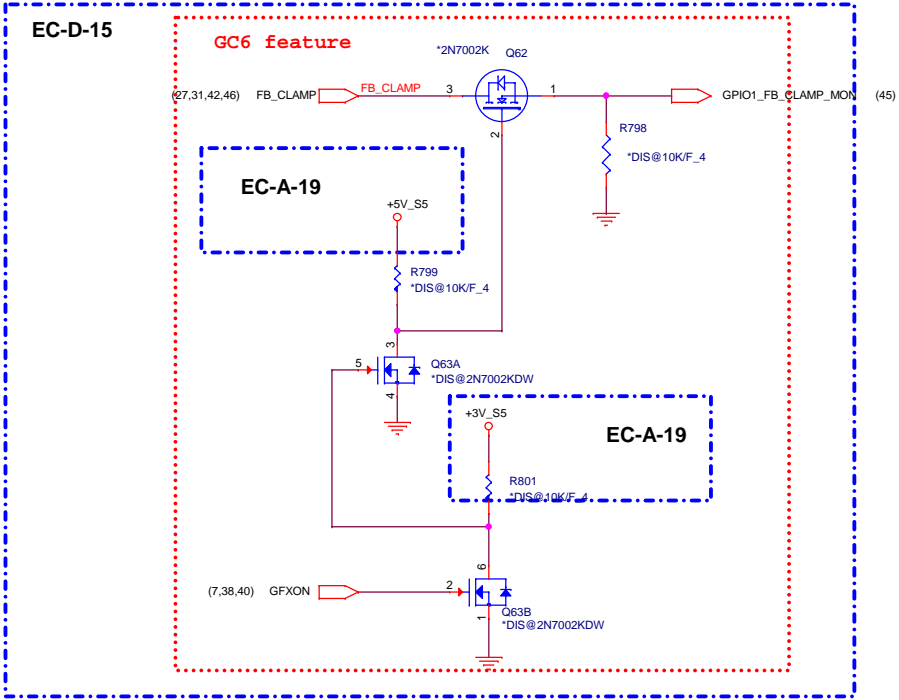 EC-D-15
GC6 feature
*2N7002K
Q62
(27,31,42,46)
FB_CLAMP
FB_CLAMP
3
1
GPIO1_FB_CLAMP_MON
(45)
2
R798
*DIS@10K/F_4
EC-A-19
+5V_S5
R799
*DIS@10K/F_4
3
5
Q63A
*DIS@2N7002KDW
4
+3V_S5
EC-A-19
R801
*DIS@10K/F_4
6
(7,38,40)
GFXON
2
Q63B
*DIS@2N7002KDW
1